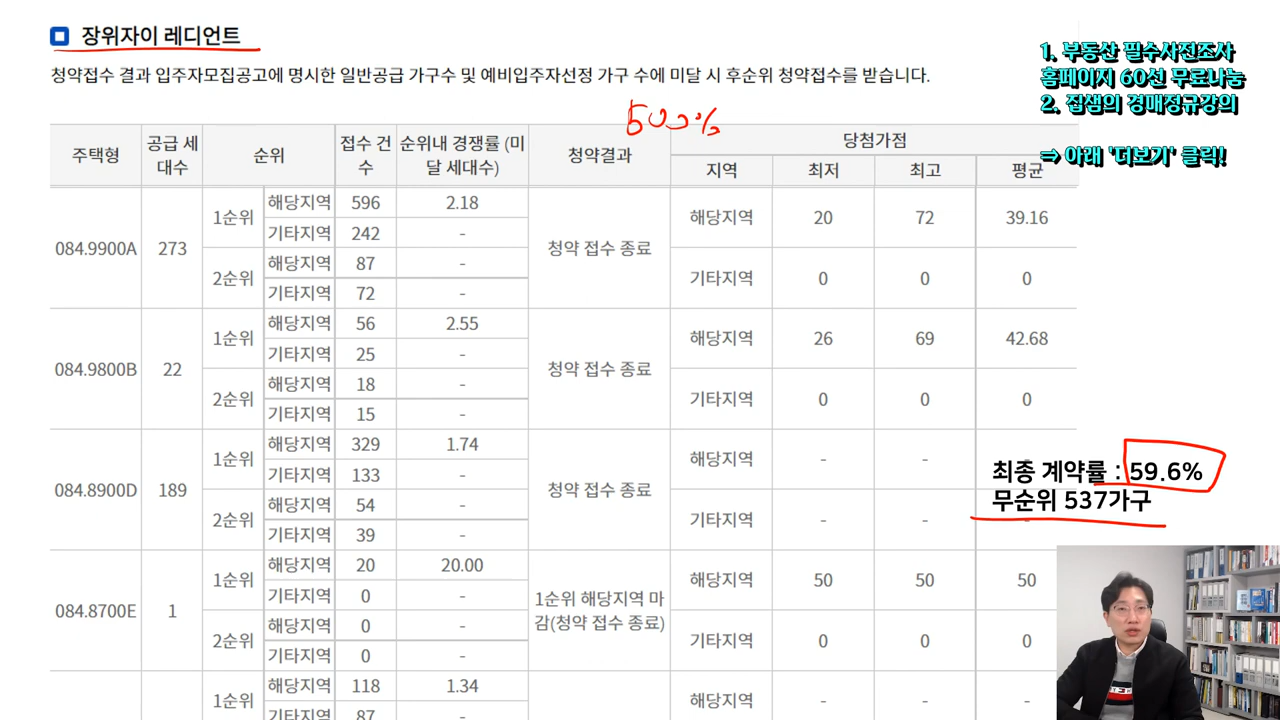 장위자이 레디언트
청약접수 결과 입주자모집공고에 명시한 일반공급 가구수 및 예비입주자선정 가구 수에 미달 시 후순위 청약접수를 받습니다.
1. 부동산 필수사전조사
홈페이지 60선 무료나눔
2. 집샘의 경매정규강의
⇒ 아래 '더보기' 클릭!
500%
주택형 공급 세대수 순위 접수 건수 순위내 경쟁률 (미달 세대수) 청약결과 당첨가점
지역 최저 최고 평균
084.9900A 273 청약 접수 종료
1순위 해당지역 596 2.18 해당지역 20 72 39.16
기타지역 242 -
2순위 해당지역 87 - 기타지역 0 0 0
기타지역 72 -
084.9800B 22 청약 접수 종료
1순위 해당지역 56 2.55 해당지역 26 69 42.68
기타지역 25 -
2순위 해당지역 18 - 기타지역 0 0 0
기타지역 15 -
084.8900D 189 청약 접수 종료
1순위 해당지역 329 1.74 해당지역 - - -
기타지역 133 -
2순위 해당지역 54 - 기타지역 - - -
기타지역 39 -
최종 계약률 : 59.6%
무순위 537가구
084.8700E 1 1순위 해당지역 마감(청약 접수 종료)
1순위 해당지역 20 20.00 해당지역 50 50 50
기타지역 0 -
2순위 해당지역 0 - 기타지역 0 0 0
기타지역 0 -
1순위 해당지역 118 1.34 해당지역 - -
기타지역 87 -